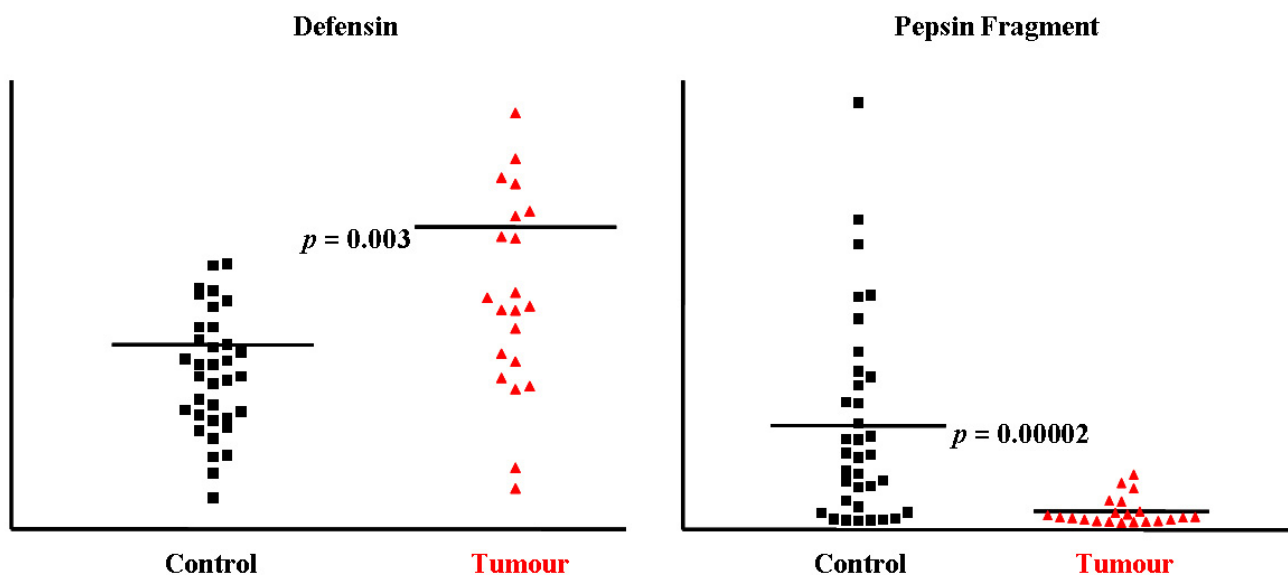 Defensin
Pepsin Fragment
p = 0.003
p = 0.00002
Control
Tumour
Control
Tumour